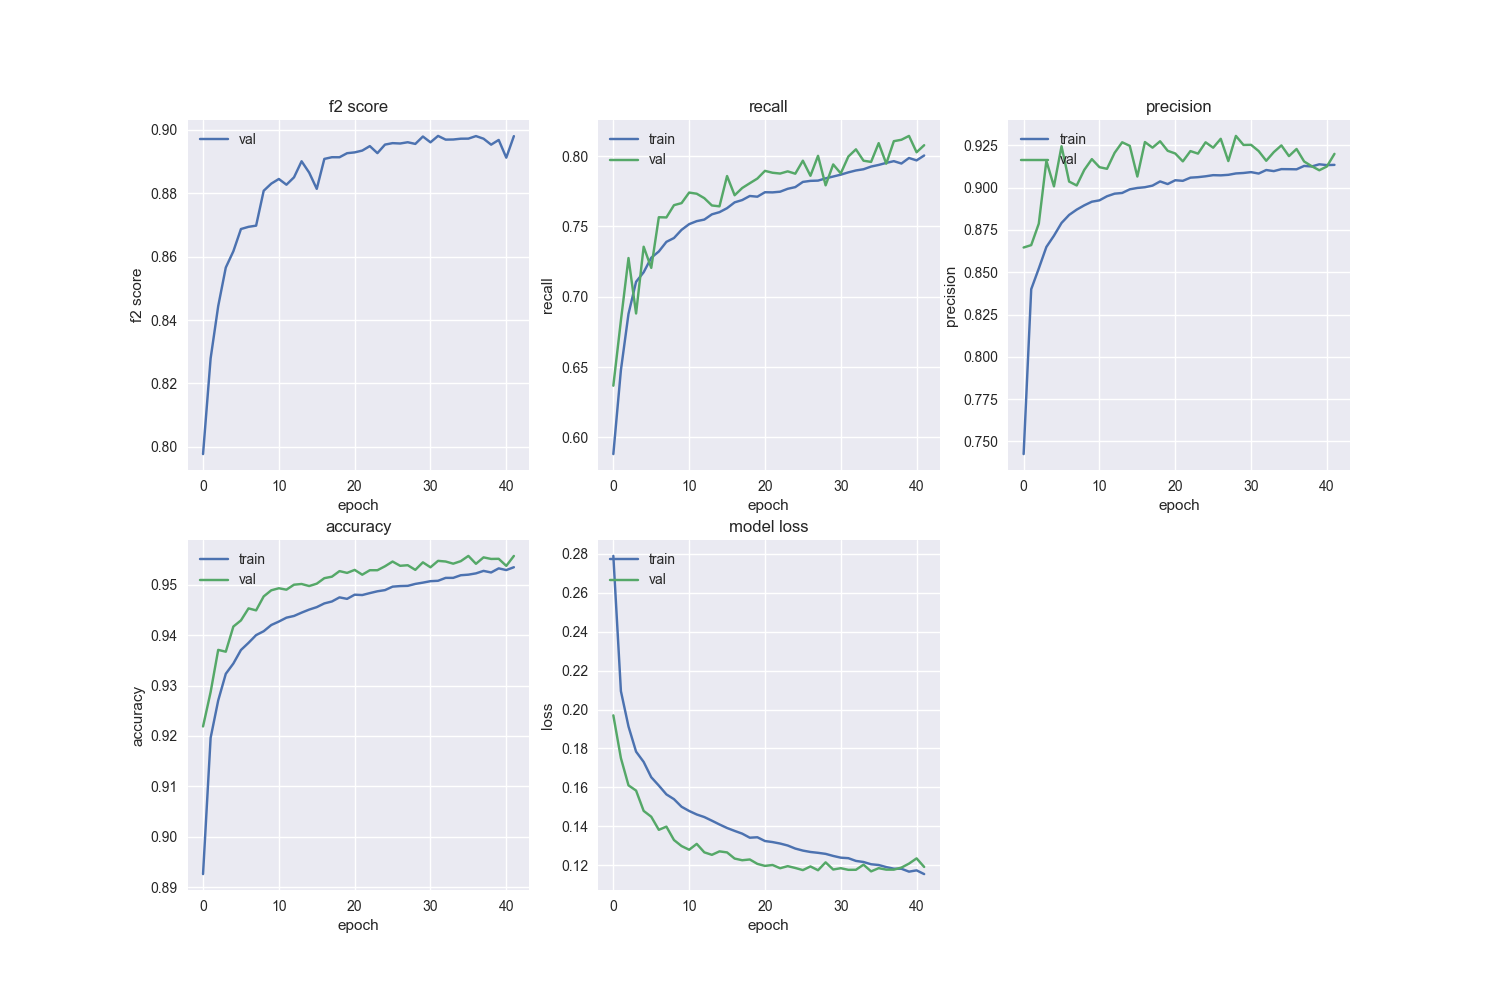 f2 score
val
0.90
0.88
0.86
0.84
0.82
0.80
f2 score
0 10 20 30 40
epoch
recall
train
val
0.80
0.75
0.70
0.65
0.60
recall
0 10 20 30 40
epoch
precision
train
val
0.925
0.900
0.875
0.850
0.825
0.800
0.775
0.750
precision
0 10 20 30 40
epoch
accuracy
train
val
0.95
0.94
0.93
0.92
0.91
0.90
0.89
accuracy
0 10 20 30 40
epoch
model loss
train
val
0.28
0.26
0.24
0.22
0.20
0.18
0.16
0.14
0.12
loss
0 10 20 30 40
epoch